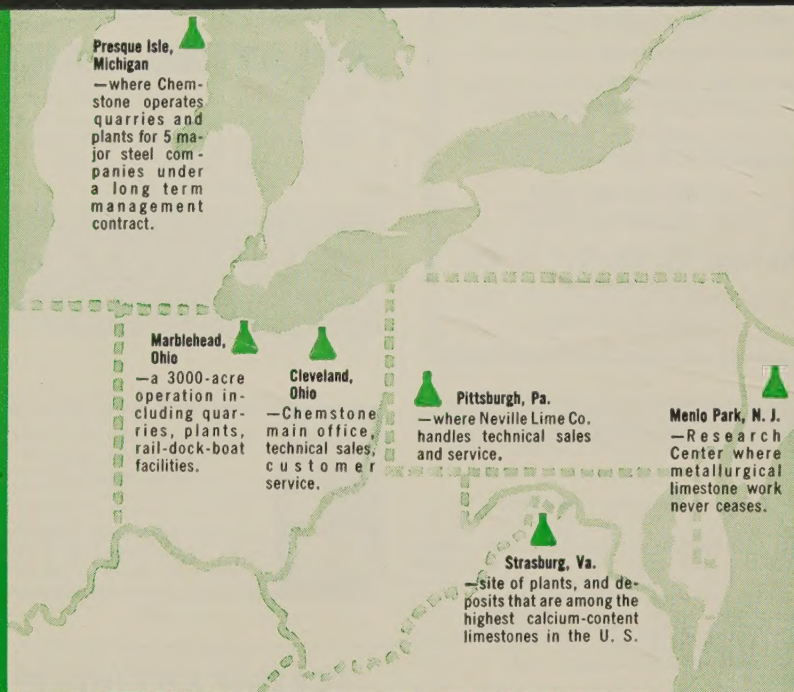 Presque Isle,
Michigan
—where Chem-
stone operates
quarries and
plants for 5 ma-
jor steel com-
panies under
a long term
management
contract.
Marblehead,
Ohio
—a 3000-acre
operation in-
cluding quar-
ries, plants,
rail-dock-boat
facilities.
Cleveland,
Ohio
—Chemstone
main office,
technical sales,
customer
service.
Pittsburgh, Pa.
—where Neville Lime Co.
handles technical sales
and service.
Menlo Park, N. J.
—Research
Center where
metallurgical
limestone work
never ceases.
Strasburg, Va.
—site of plants, and de-
posits that are among the
highest calcium-content
limestones in the U. S.